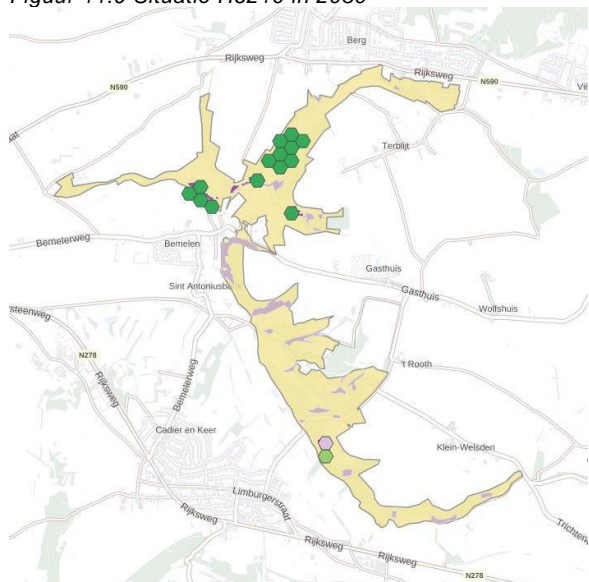 Berg
Rijksweg
Rijksweg
N590
N590
Terblijt
Bemelerweg
Bemelen
Gasthuis
Sint Antoniusbank
Gasthuis
Wolfshuis
N278
't Rooth
Rijksweg
Bemelerweg
Cadier en Keer
Klein-Welsden
Limburgerstraat
Rijksweg
Rijksweg
N278